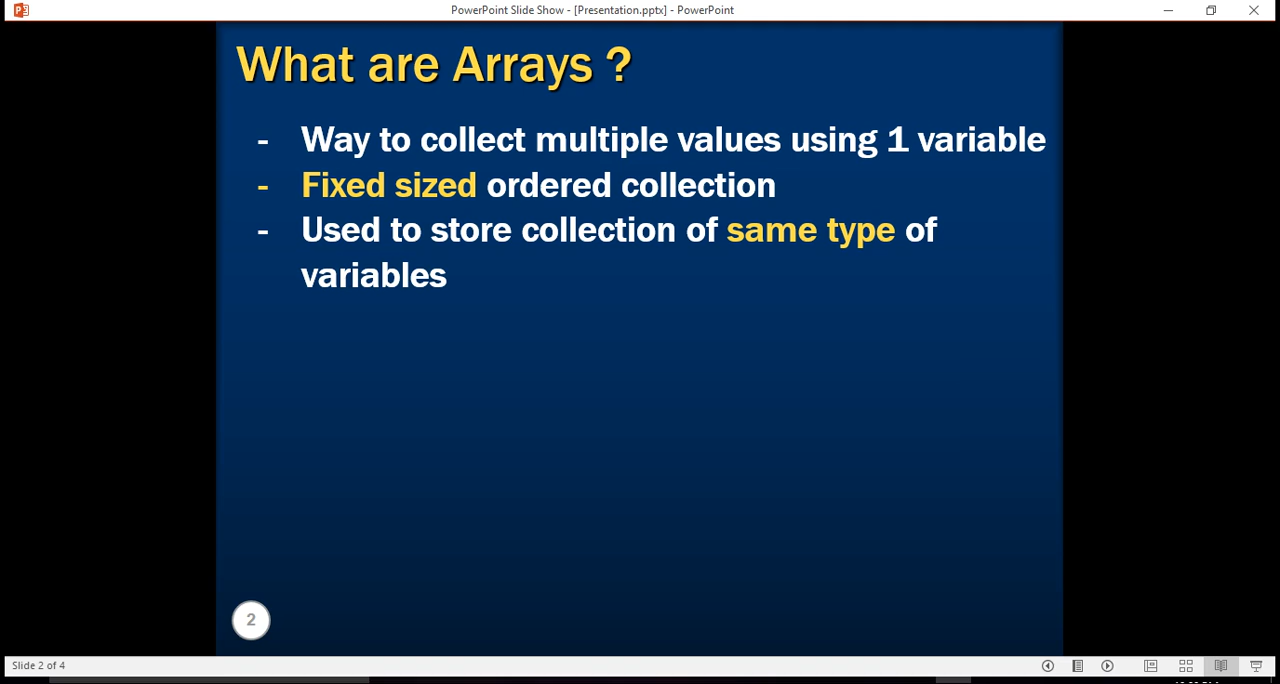 PowerPoint Slide Show - [Presentation.pptx] - PowerPoint
What are Arrays ?
- Way to collect multiple values using 1 variable
- Fixed sized ordered collection
- Used to store collection of same type of
variables
2
Slide 2 of 4